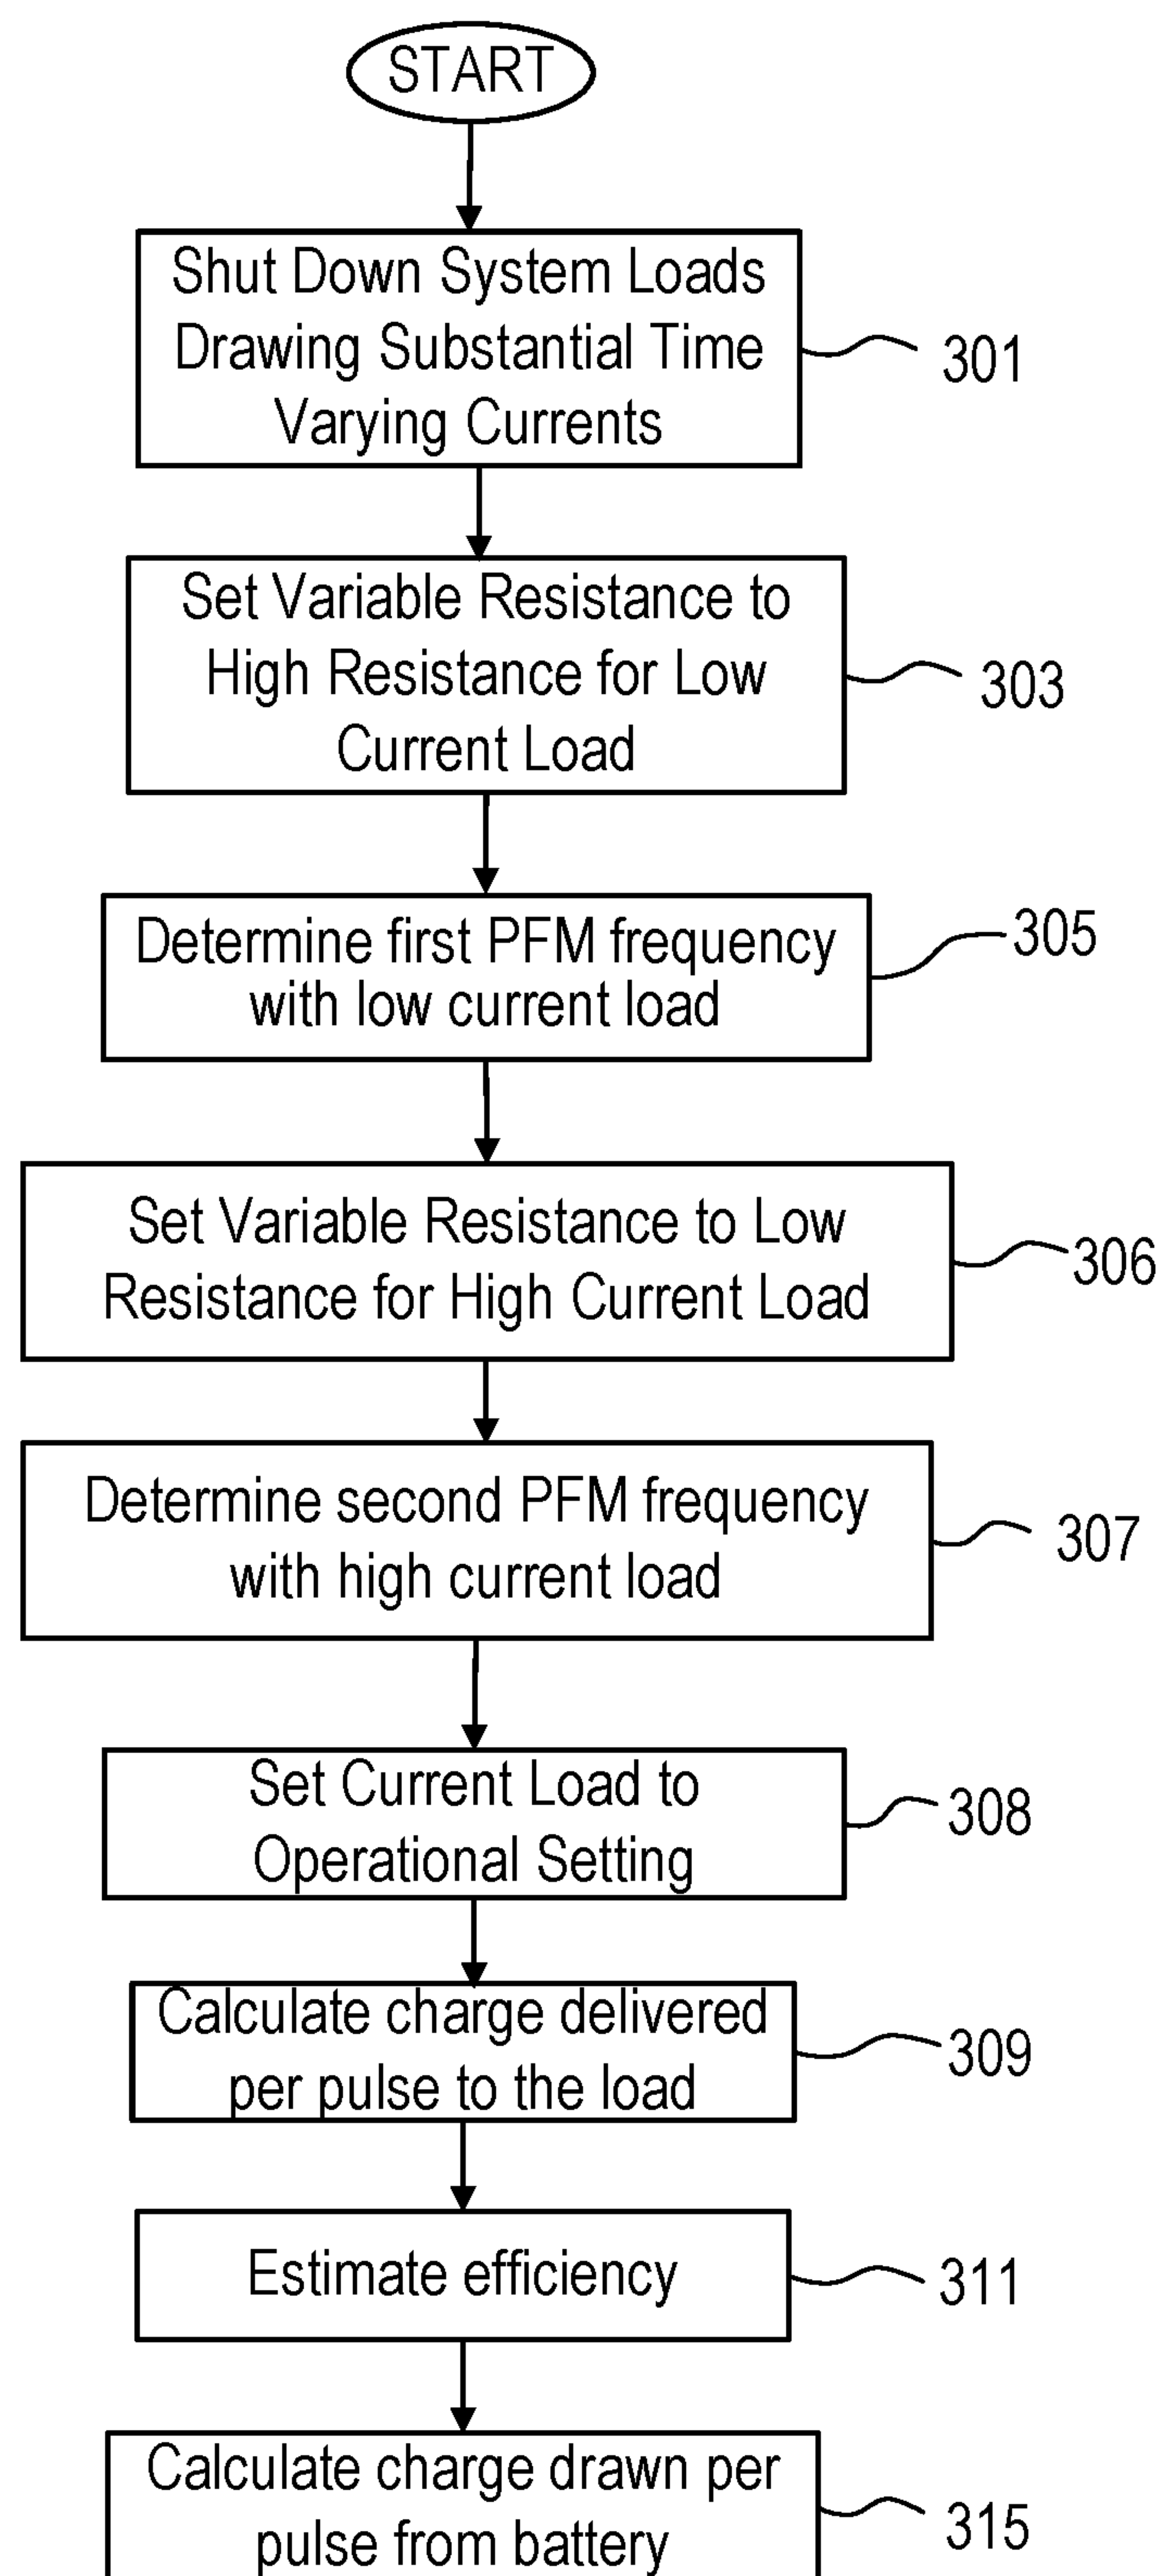 START
Shut Down System Loads
Drawing Substantial Time
Varying Currents
301
Set Variable Resistance to
High Resistance for Low
Current Load
303
Determine first PFM frequency
with low current load
305
Set Variable Resistance to Low
Resistance for High Current Load
306
Determine second PFM frequency
with high current load
307
Set Current Load to
Operational Setting
308
Calculate charge delivered
per pulse to the load
309
Estimate efficiency
311
Calculate charge drawn per
pulse from battery
315